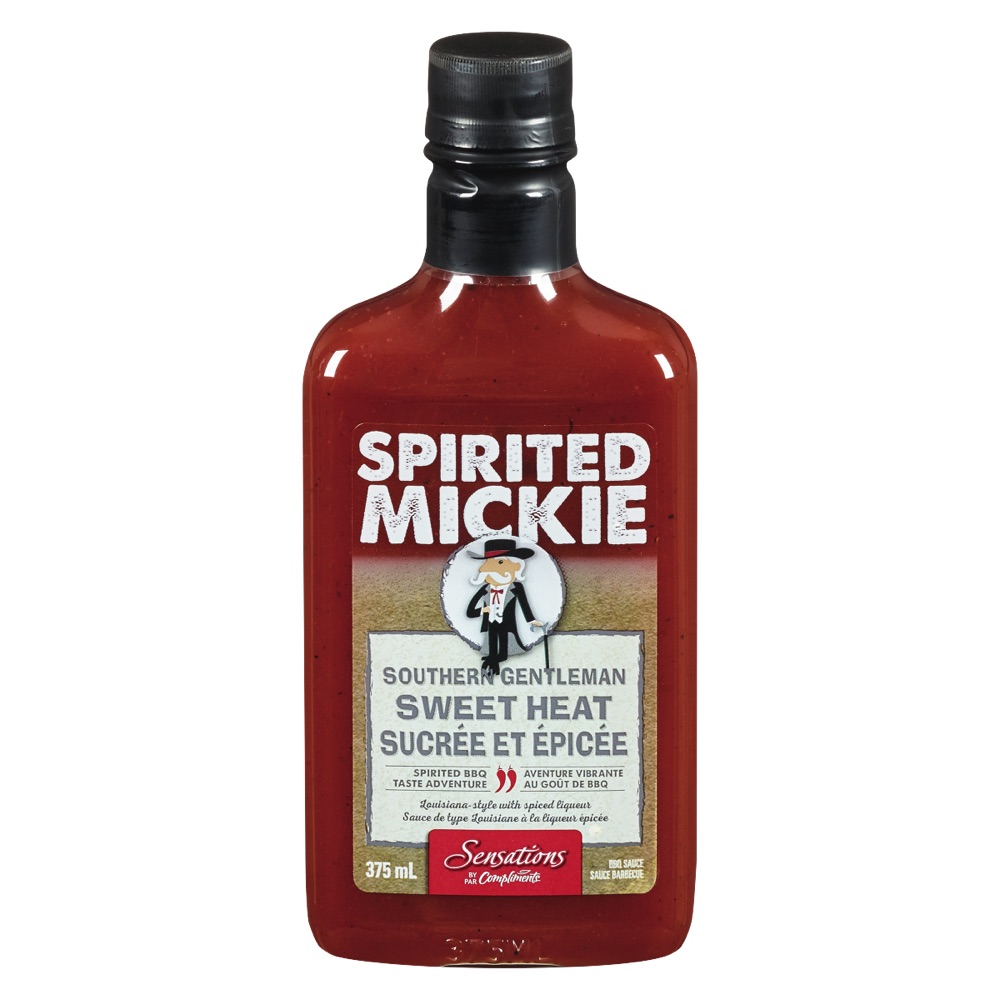 SPIRITED
MICKIE
SOUTHERN GENTLEMAN
SWEET HEAT
SUCRÉE ET ÉPICÉE
SPIRITED BBQ
TASTE ADVENTURE
AVENTURE VIBRANTE
AU GOÛT DE BBQ
Louisiana-style with spiced liqueur
Sauce de type Louisiane à la liqueur épicée
375 mL
Sensations
BY
PAR Compliments
BBQ SAUCE
SAUCE BARBECUE
375ML